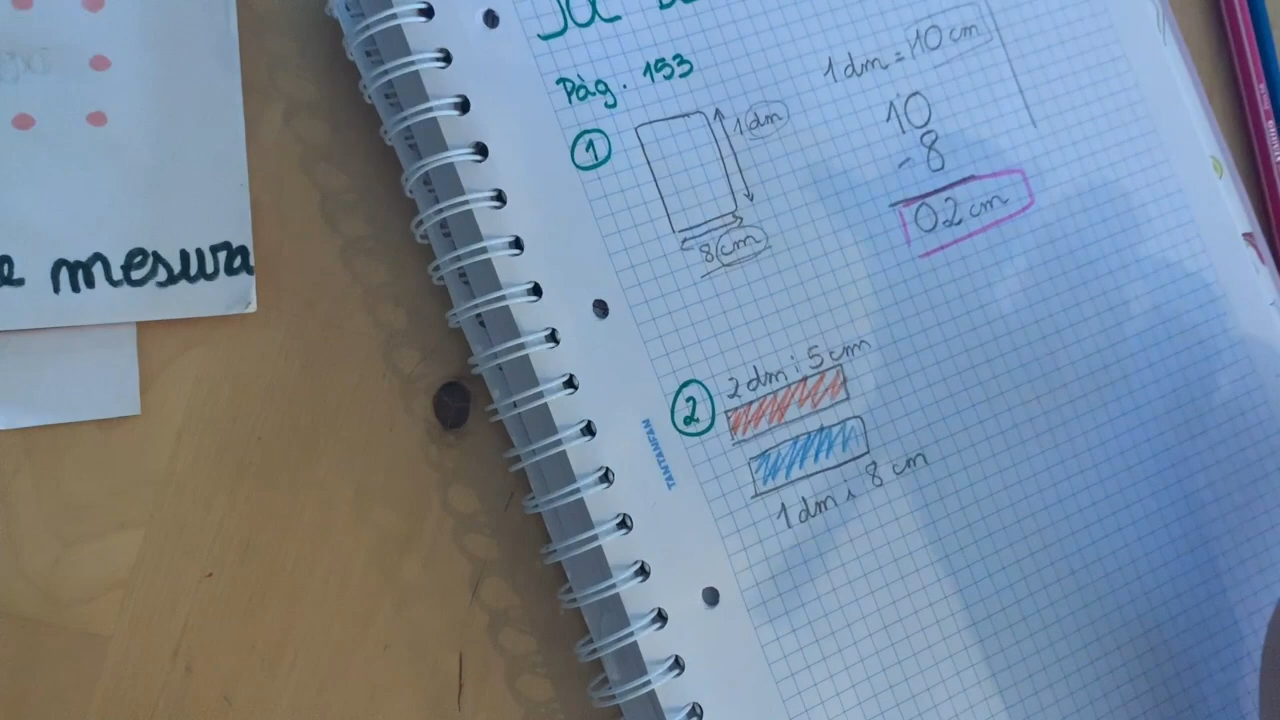 e mesura
Pàg. 153
1
1 dm
8 cm
1 dm = 10 cm
10
-8
02 cm
2
2 dm i 5 cm
1 dm i 8 cm
TANTANFAN